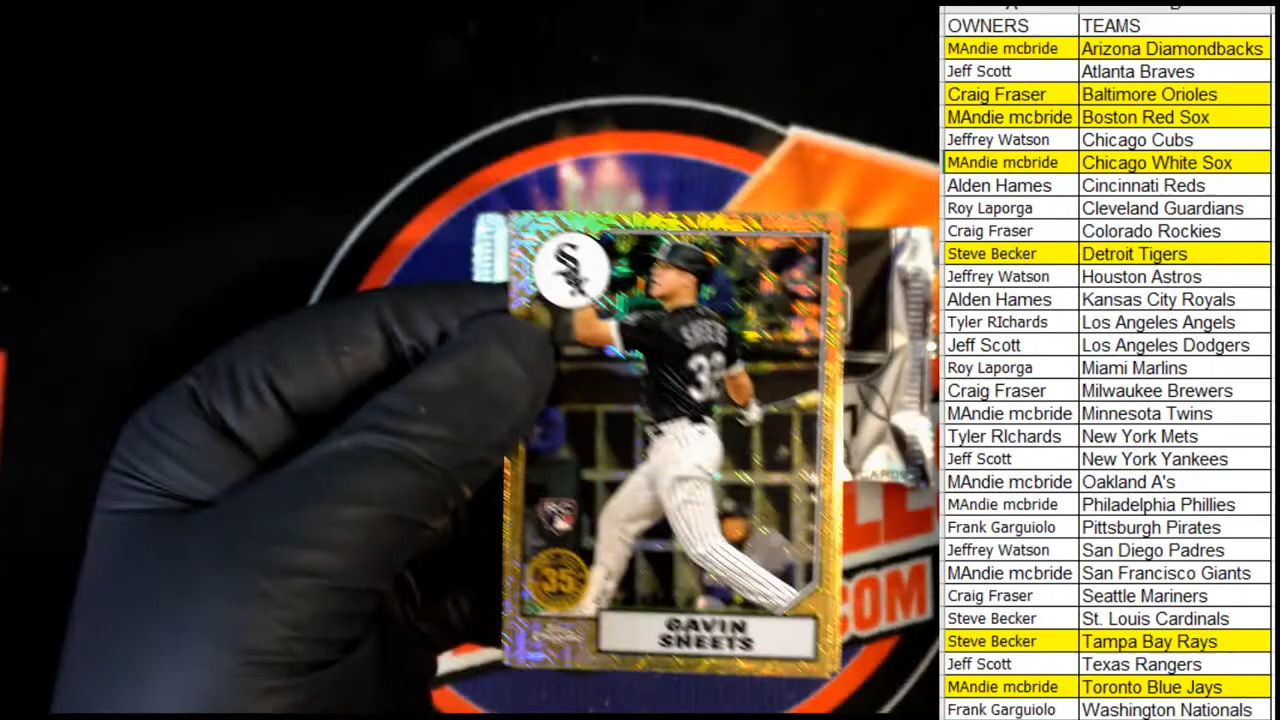 OWNERS TEAMS
MAndie mcbride Arizona Diamondbacks
Jeff Scott Atlanta Braves
Craig Fraser Baltimore Orioles
MAndie mcbride Boston Red Sox
Jeffrey Watson Chicago Cubs
MAndie mcbride Chicago White Sox
Alden Hames Cincinnati Reds
Roy Laporga Cleveland Guardians
Craig Fraser Colorado Rockies
Steve Becker Detroit Tigers
Jeffrey Watson Houston Astros
Alden Hames Kansas City Royals
Tyler RIchards Los Angeles Angels
Jeff Scott Los Angeles Dodgers
Roy Laporga Miami Marlins
Craig Fraser Milwaukee Brewers
MAndie mcbride Minnesota Twins
Tyler RIchards New York Mets
Jeff Scott New York Yankees
MAndie mcbride Oakland A's
MAndie mcbride Philadelphia Phillies
Frank Garguiolo Pittsburgh Pirates
Jeffrey Watson San Diego Padres
MAndie mcbride San Francisco Giants
Craig Fraser Seattle Mariners
Steve Becker St. Louis Cardinals
Steve Becker Tampa Bay Rays
Jeff Scott Texas Rangers
MAndie mcbride Toronto Blue Jays
Frank Garguiolo Washington Nationals
Sox
SHEETS
35
GAVIN
SHEETS
COM